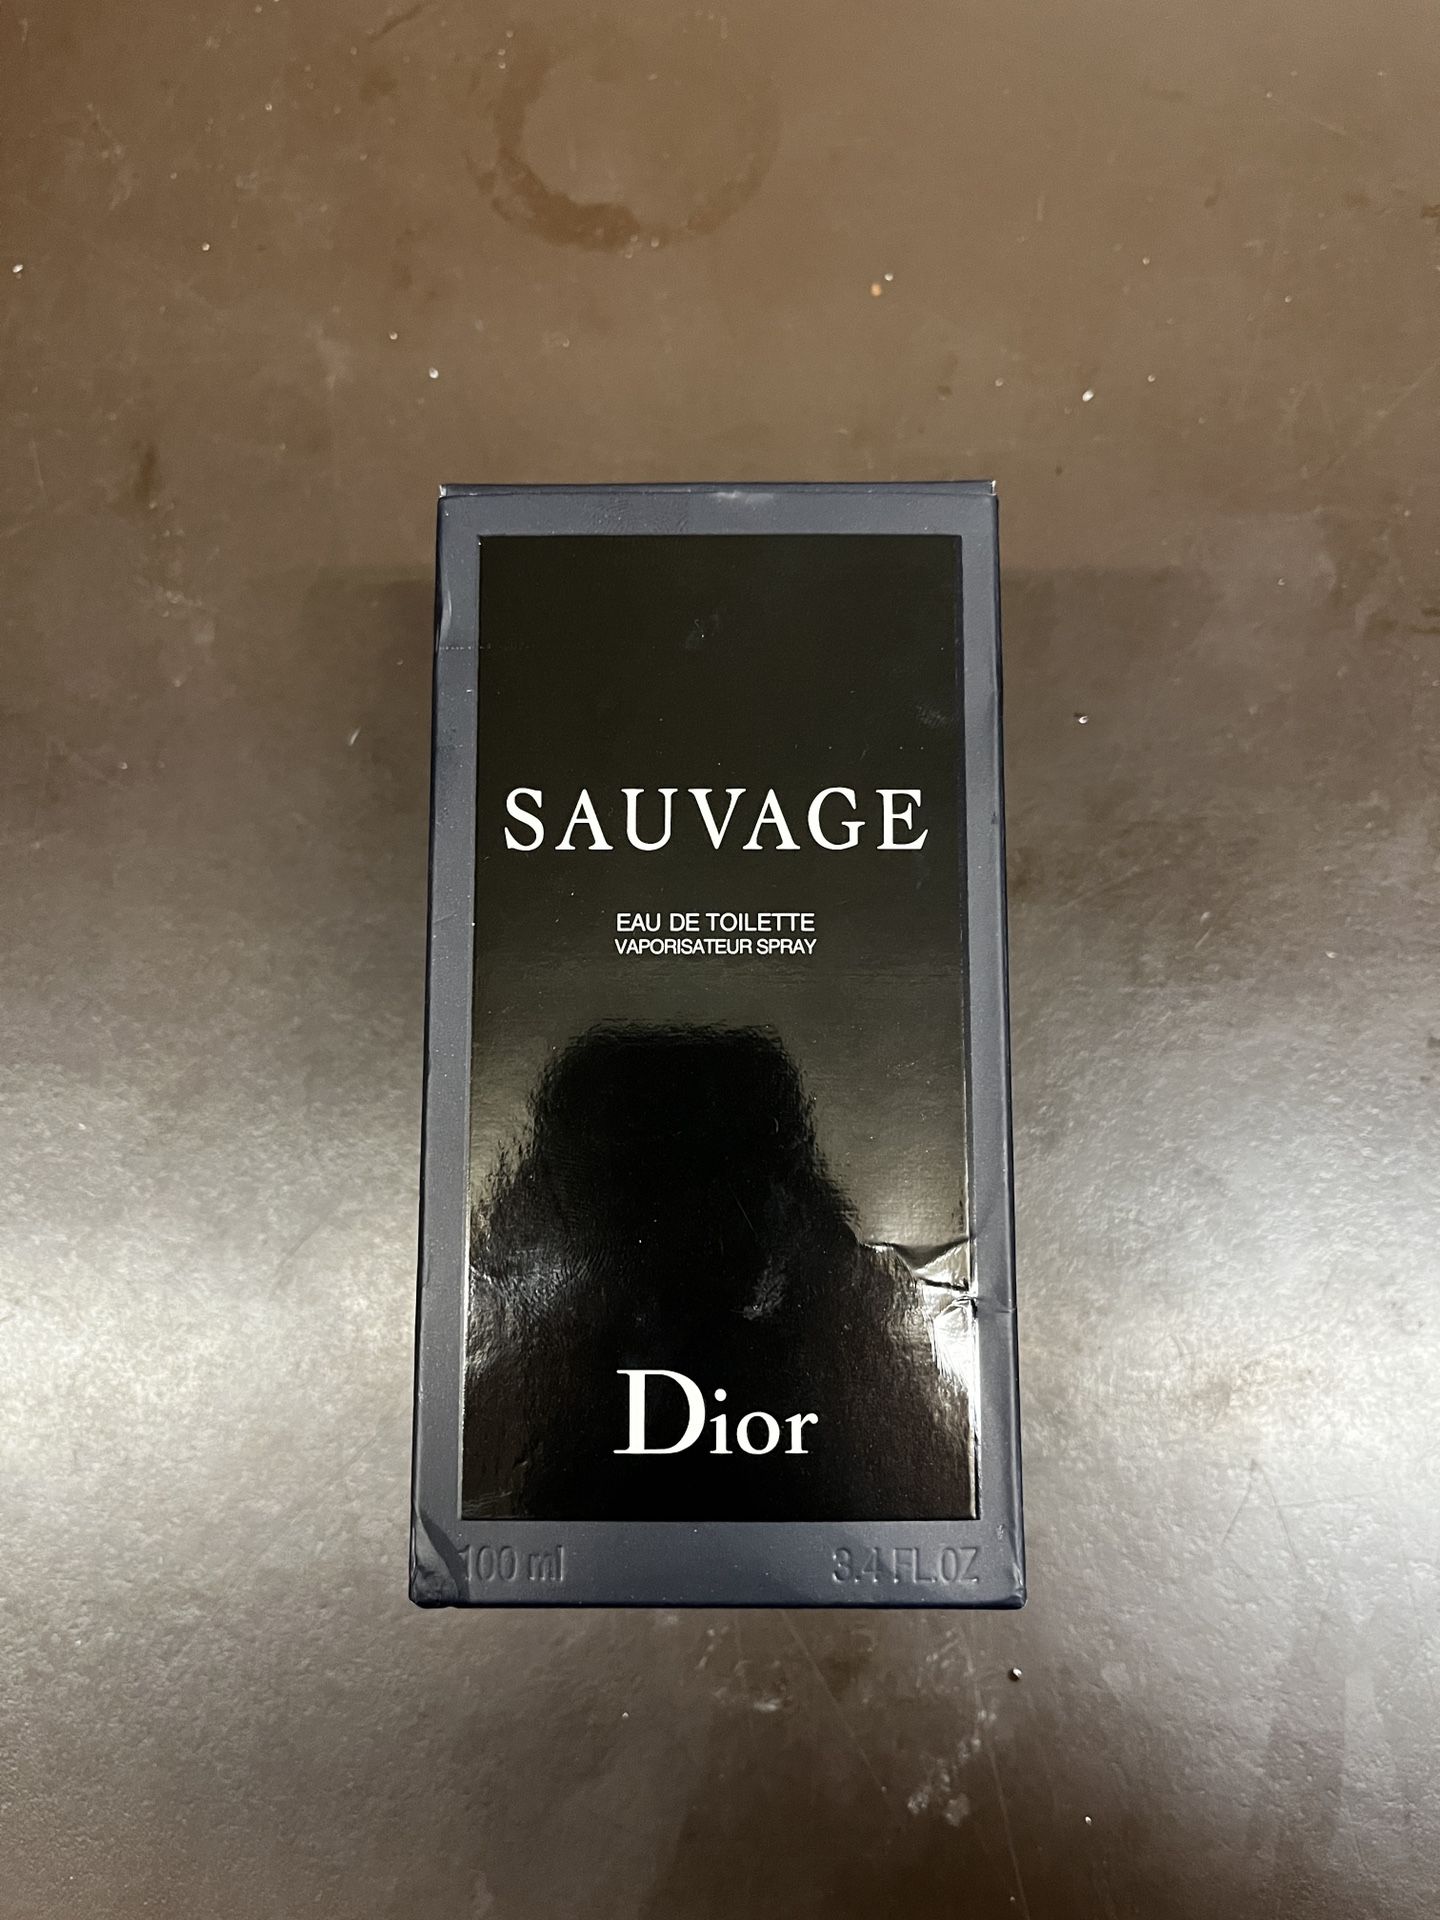 SAUVAGE
EAU DE TOILETTE
VAPORISATEUR SPRAY
Dior
100 ml 3.4 FL.OZ